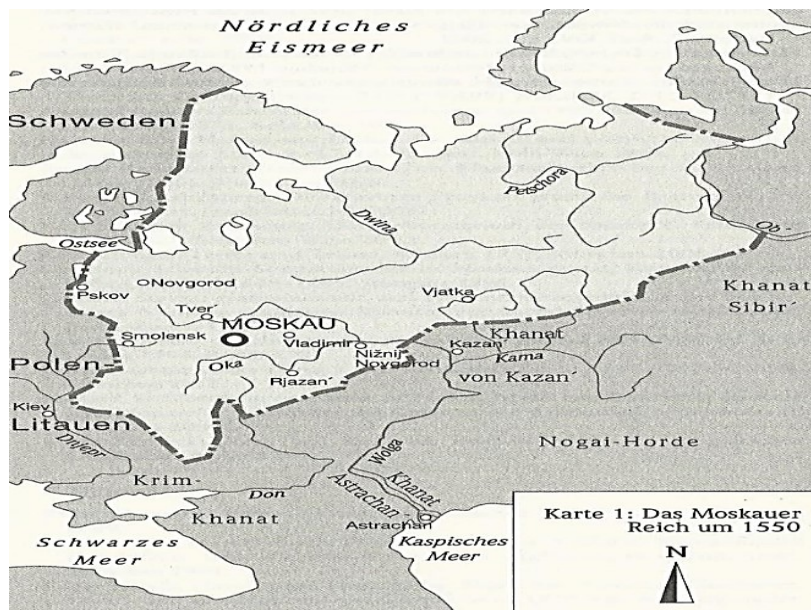 Nördliches
Eismeer
Schweden
Petschora
Dwina
Ob'
Ostsee
Novgorod
Pskov
Vjatka
Khanat
Sibir´
Tver´
MOSKAU
Smolensk
Vladimir
Nižnij
Novgorod
Khanat
Kazan´
Kama
von Kazan´
Polen
Oka
Rjazan´
Kiev
Litauen
Dnjepr
Wolga
Nogai-Horde
Krim-
Khanat
Don
Khanat
Astrachan´
Astrachan
Schwarzes
Meer
Kaspisches
Meer
Karte 1: Das Moskauer
Reich um 1550
N